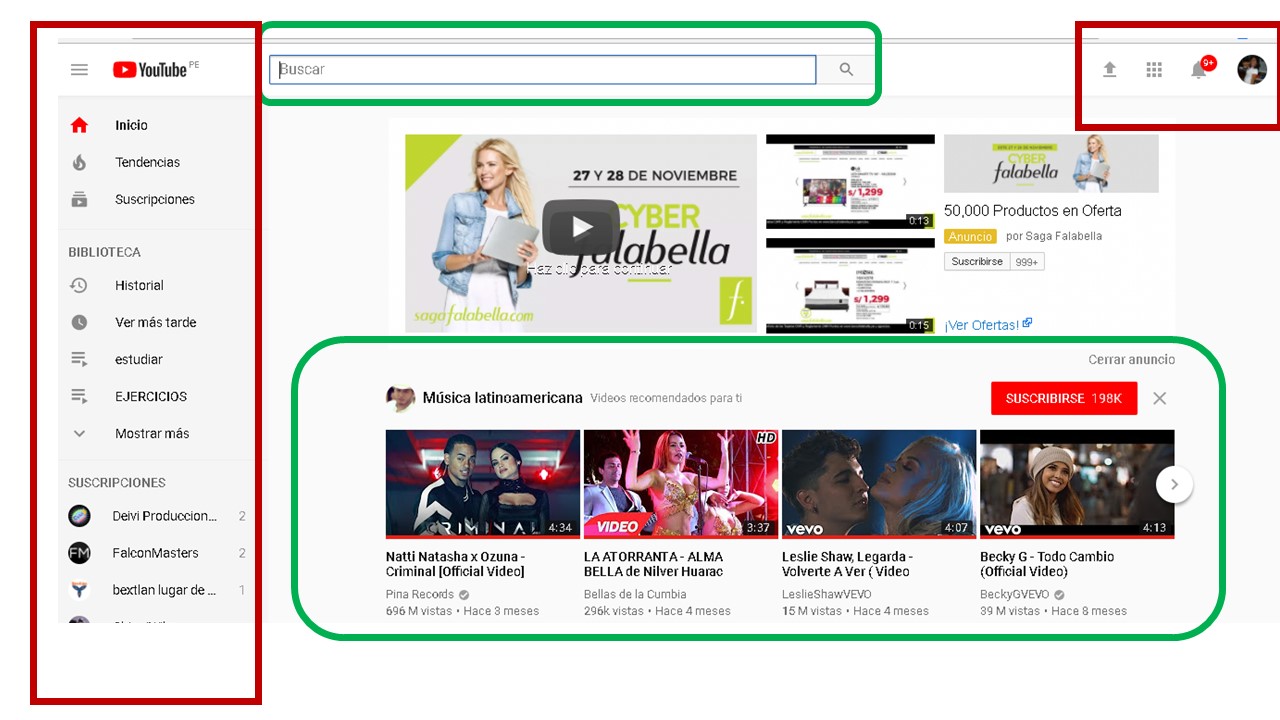 YouTube PE
Buscar
9+
Inicio
Tendencias
Suscripciones
BIBLIOTECA
Historial
Ver más tarde
estudiar
EJERCICIOS
Mostrar más
SUSCRIPCIONES
Deivi Produccion... 2
FM FalconMasters 2
bextlan lugar de ... 1
27 Y 28 DE NOVIEMBRE
CYBER
falabella
Haz clic para continuar
sagafalabella.com
f.
S/ 1,299
0:13
S/ 1,299
0:15
ESTE 27 Y 28 DE NOVIEMBRE
CYBER
falabella
50,000 Productos en Oferta
Anuncio por Saga Falabella
Suscribirse 999+
¡Ver Ofertas!
Cerrar anuncio
Música latinoamericana Videos recomendados para ti
SUSCRIBIRSE 198K
CRIMINAL
4:34
Natti Natasha x Ozuna -
Criminal [Official Video]
Pina Records
696 M vistas • Hace 3 meses
HD
VIDEO
3:37
LA ATORRANTA - ALMA
BELLA de Nilver Huarac
Bellas de la Cumbia
296k vistas • Hace 4 meses
vevo
4:07
Leslie Shaw, Legarda -
Volverte A Ver ( Video
LeslieShawVEVO
15 M vistas • Hace 4 meses
vevo
4:13
Becky G - Todo Cambio
(Official Video)
BeckyGVEVO
39 M vistas • Hace 8 meses